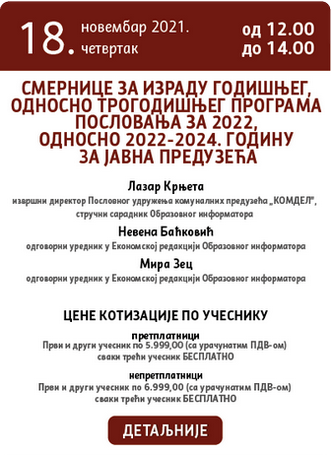 18. новембар 2021.
четвртак
од 12.00
до 14.00
СМЕРНИЦЕ ЗА ИЗРАДУ ГОДИШЊЕГ,
ОДНОСНО ТРОГОДИШЊЕГ ПРОГРАМА
ПОСЛОВАЊА ЗА 2022,
ОДНОСНО 2022-2024. ГОДИНУ
ЗА ЈАВНА ПРЕДУЗЕЋА
Лазар Крњета
извршни директор Пословног удружења комуналних предузећа „КОМДЕЛ“,
стручни сарадник Образовног информатора
Невена Баћковић
одговорни уредник у Економској редакцији Образовног информатора
Мира Зец
одговорни уредник у Економској редакцији Образовног информатора
ЦЕНЕ КОТИЗАЦИЈЕ ПО УЧЕСНИКУ
претплатници
Први и други учесник по 5.999,00 (са урачунатим ПДВ-ом)
сваки трећи учесник БЕСПЛАТНО
непретплатници
Први и други учесник по 6.999,00 (са урачунатим ПДВ-ом)
сваки трећи учесник БЕСПЛАТНО
ДЕТАЉНИЈЕ